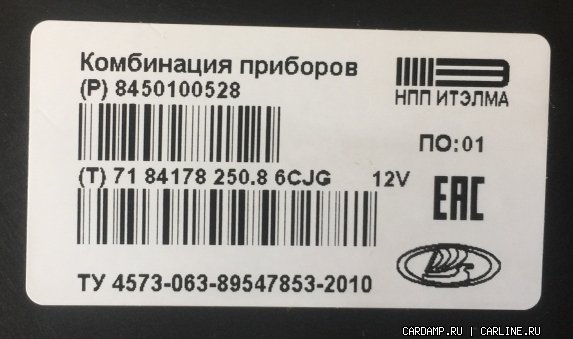 Комбинация приборов
(P) 8450100528
НПП ИТЭЛМА
ПО:01
(T) 71 84178 250.8 6CJG 12V
EAC
ТУ 4573-063-89547853-2010
CARDAMP.RU | CARLINE.RU